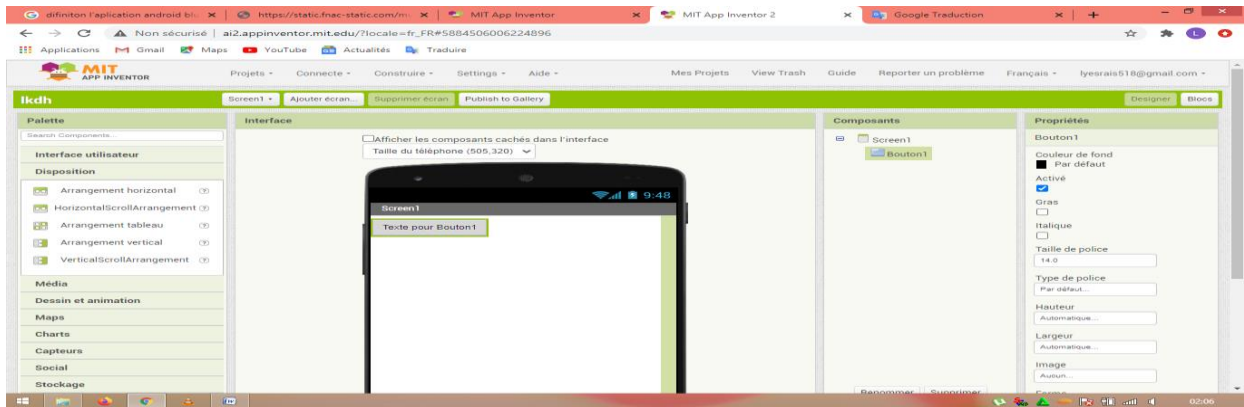 difiniton l'aplication android blu
https://static.fnac-static.com/mu
MIT App Inventor
MIT App Inventor 2
Google Traduction
Non sécurisé | ai2.appinventor.mit.edu/?locale=fr_FR#5884506006224896
Applications Gmail Maps YouTube Actualités Traduire
MIT
APP INVENTOR
Projets Connecte Construire Settings Aide Mes Projets View Trash Guide Reporter un problème Français lyesrais518@gmail.com
lkdh Screen1 Ajouter écran... Supprimer écran Publish to Gallery Designer Blocs
Palette Interface Composants Propriétés
Search Components...
Interface utilisateur
Disposition
Arrangement horizontal
HorizontalScrollArrangement
Arrangement tableau
Arrangement vertical
VerticalScrollArrangement
Média
Dessin et animation
Maps
Charts
Capteurs
Social
Stockage
Afficher les composants cachés dans l'interface
Taille du téléphone (505,320)
9:48
Screen1
Texte pour Bouton1
Screen1
Bouton1
Renommer Supprimer
Bouton1
Couleur de fond
Par défaut
Activé
Gras
Italique
Taille de police
14.0
Type de police
Par défaut...
Hauteur
Automatique...
Largeur
Automatique...
Image
Aucun...
Forme
02:06